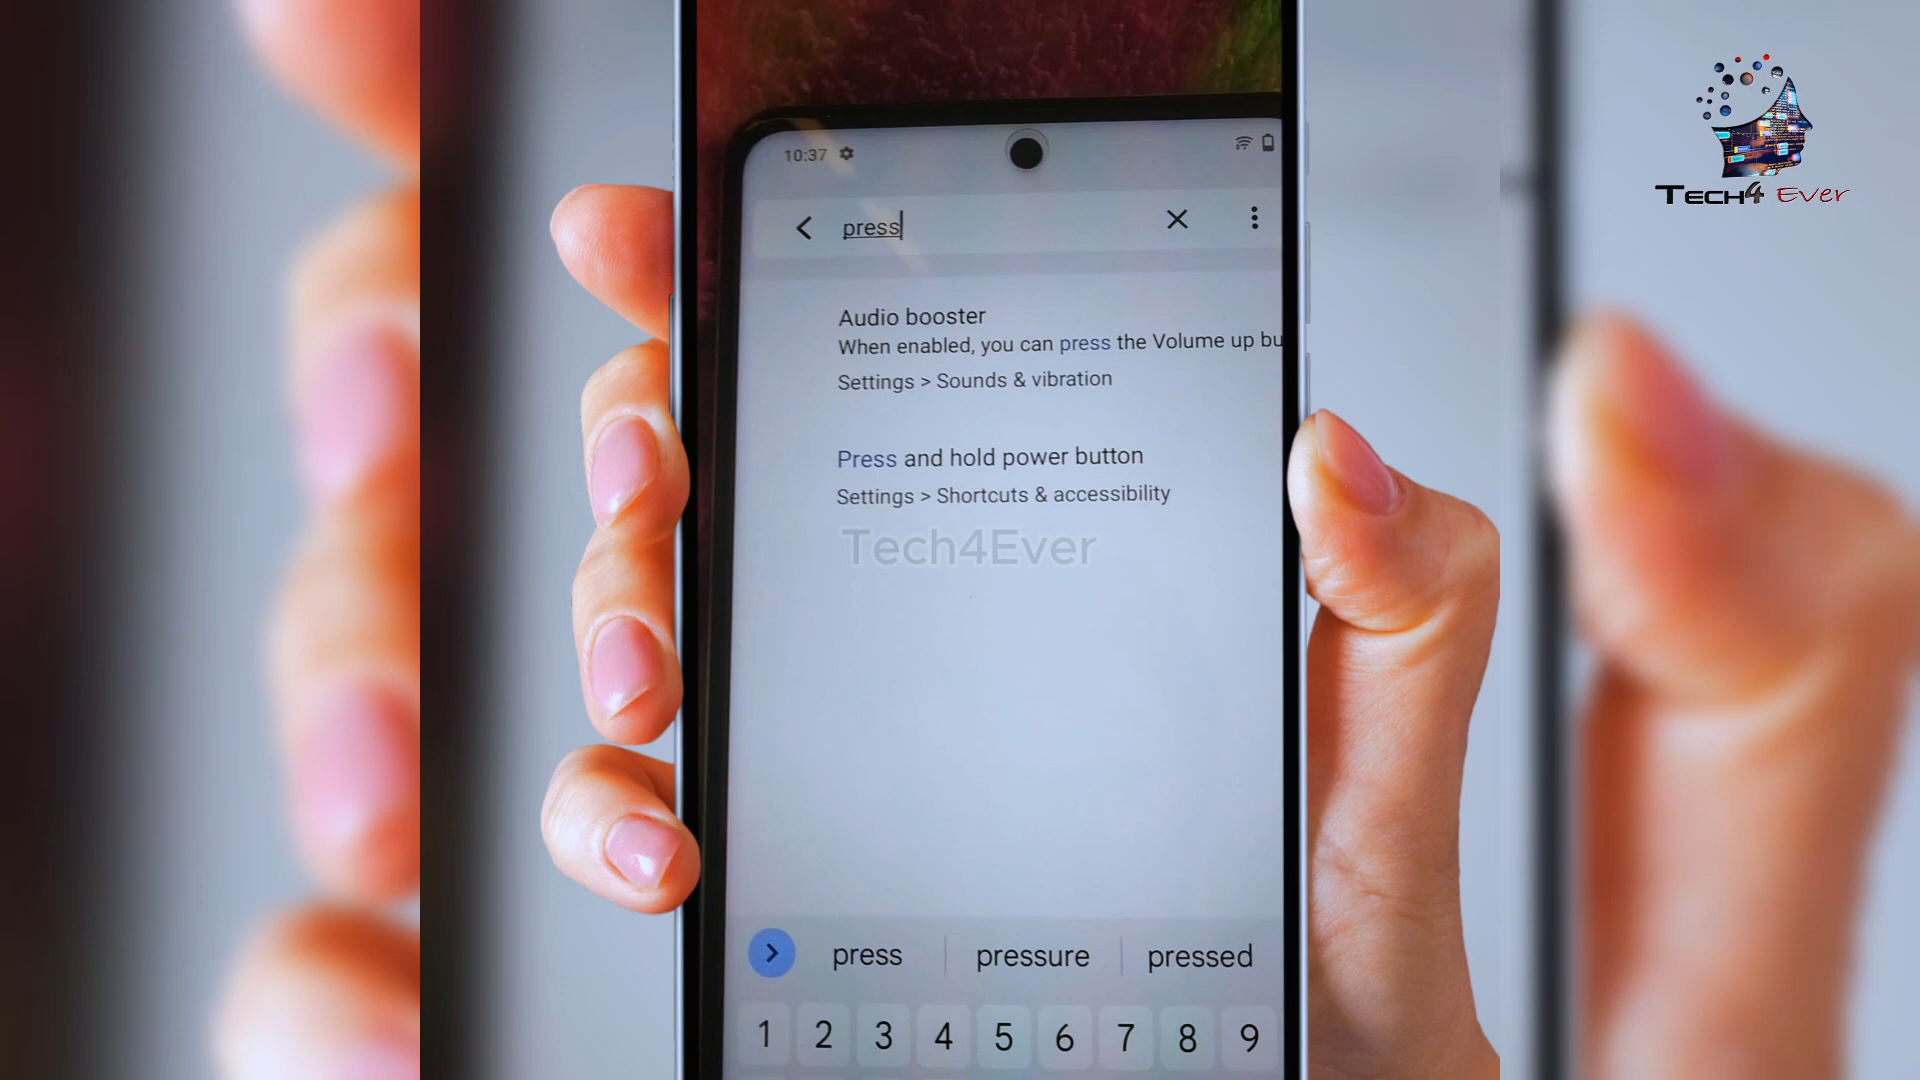 TECH4 Ever
10:37
press
Audio booster
When enabled, you can press the Volume up bu
Settings > Sounds & vibration
Press and hold power button
Settings > Shortcuts & accessibility
Tech4Ever
press pressure pressed
1 2 3 4 5 6 7 8 9